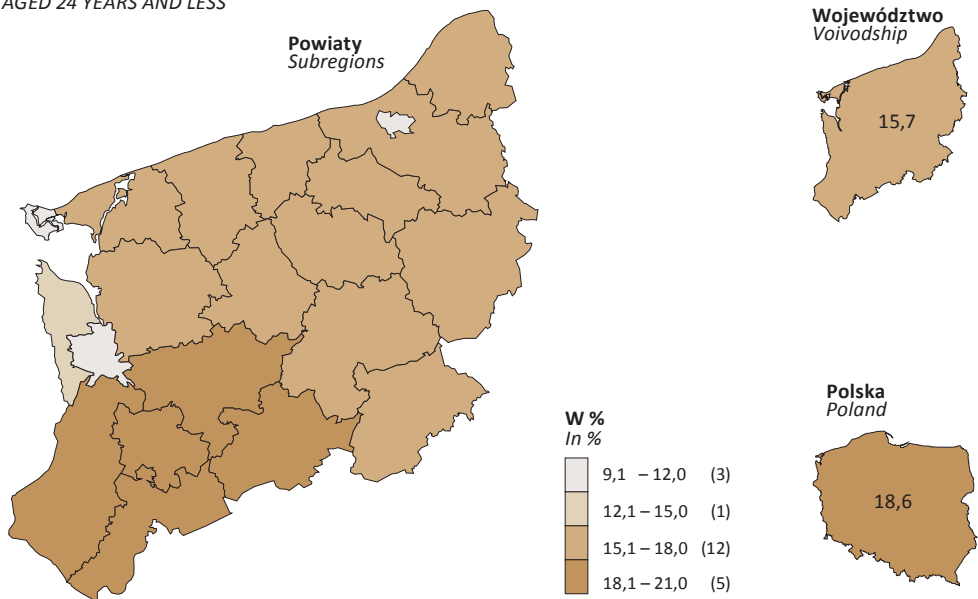 AGED 24 YEARS AND LESS
Powiaty
Subregions
Województwo
Voivodship
15,7
Polska
Poland
18,6
W %
In %
9,1 – 12,0 (3)
12,1 – 15,0 (1)
15,1 – 18,0 (12)
18,1 – 21,0 (5)